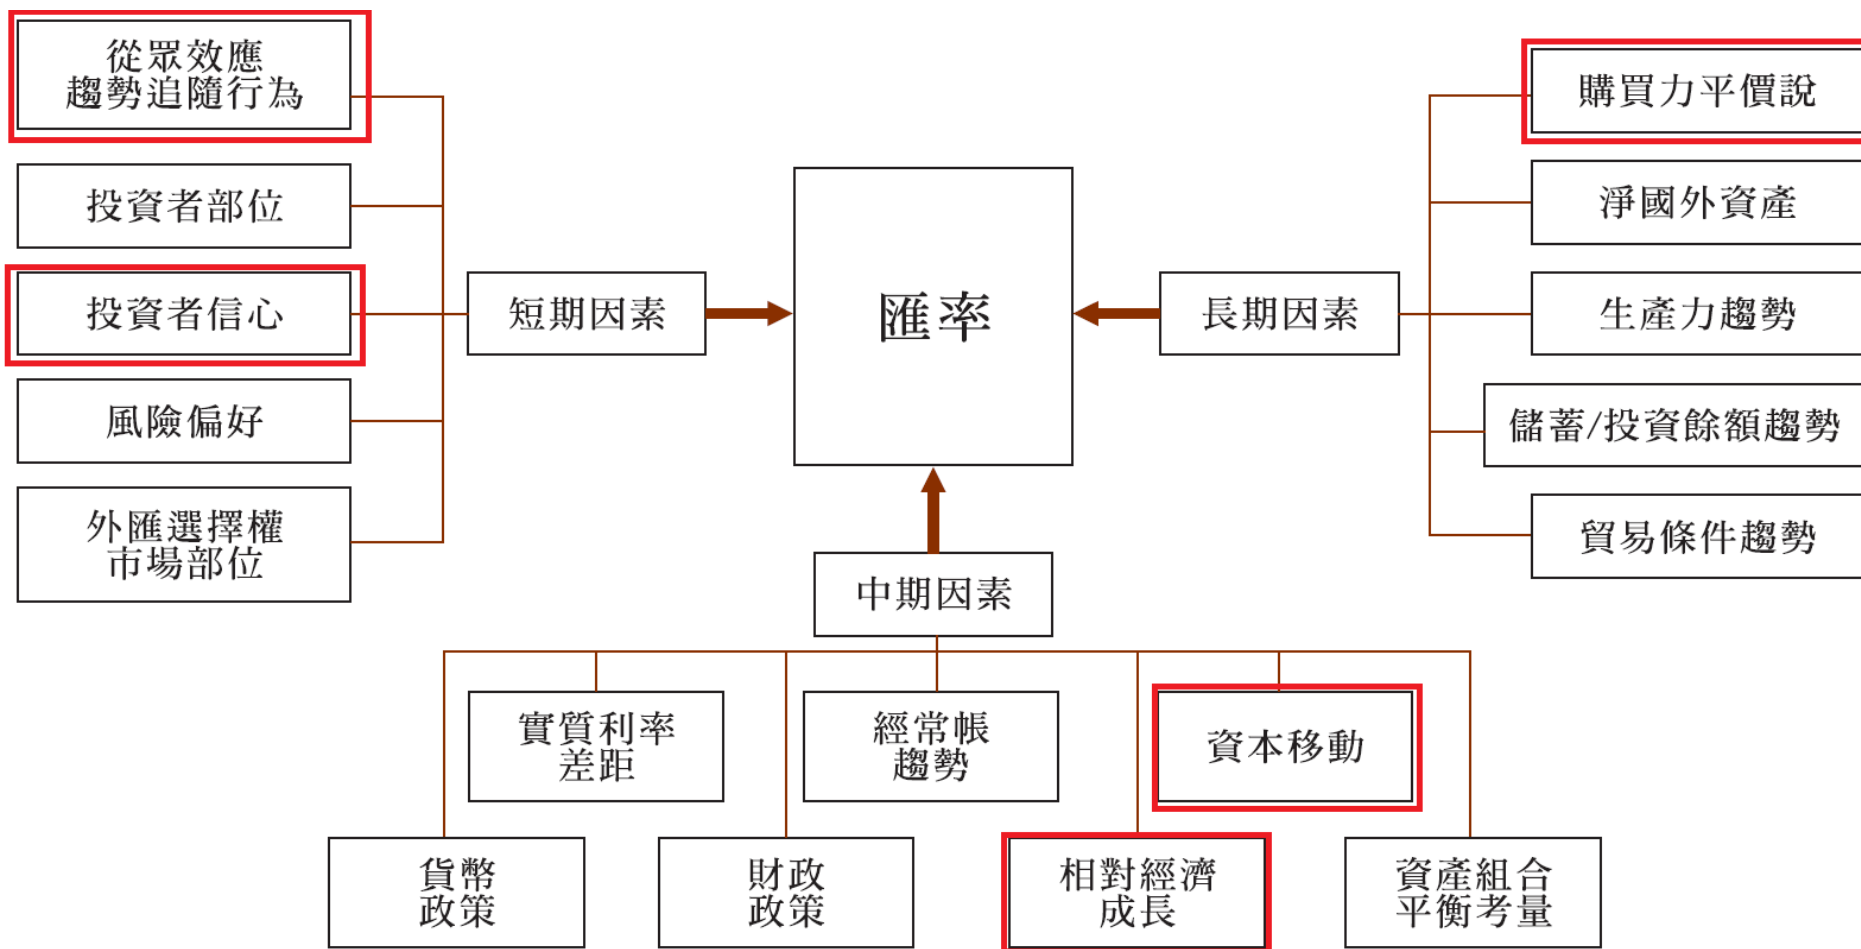 從眾效應
趨勢追隨行為
投資者部位
投資者信心
風險偏好
外匯選擇權
市場部位
短期因素
匯率
長期因素
購買力平價說
淨國外資產
生產力趨勢
儲蓄/投資餘額趨勢
貿易條件趨勢
中期因素
實質利率
差距
經常帳
趨勢
資本移動
貨幣
政策
財政
政策
相對經濟
成長
資產組合
平衡考量